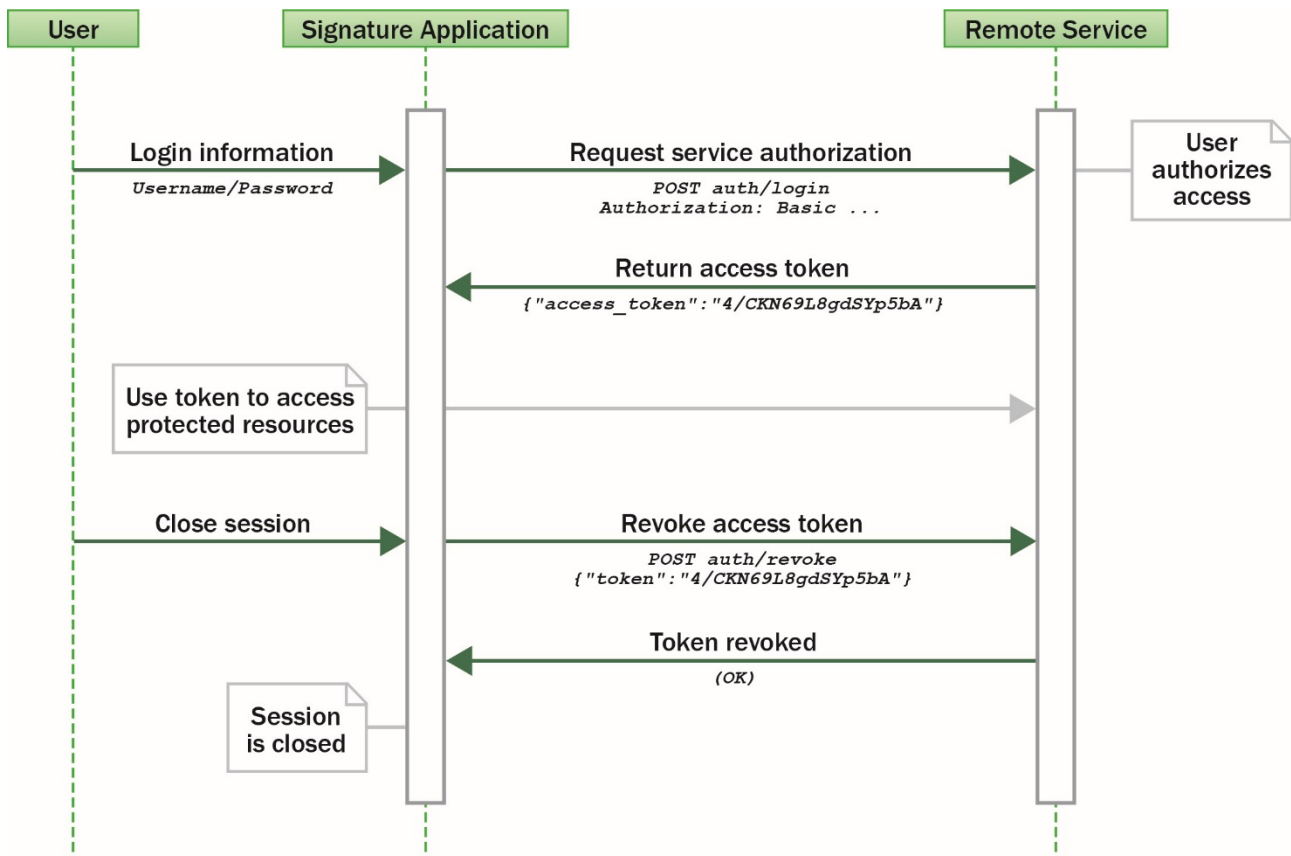 User
Signature Application
Remote Service
Login information
Username/Password
Request service authorization
POST auth/login
Authorization: Basic ...
User
authorizes
access
Return access token
{"access_token":"4/CKN69L8gdSYp5bA"}
Use token to access
protected resources
Close session
Revoke access token
POST auth/revoke
{"token":"4/CKN69L8gdSYp5bA"}
Token revoked
(OK)
Session
is closed